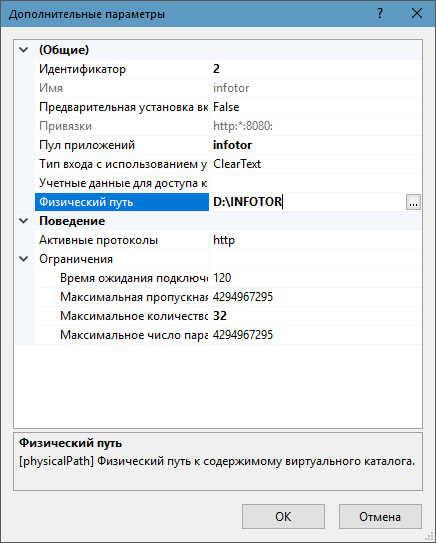 Дополнительные параметры
(Общие)
Идентификатор 2
Имя infotor
Предварительная установка вк False
Привязки http:*:8080:
Пул приложений infotor
Тип входа с использованием у ClearText
Учетные данные для доступа к
Физический путь D:\INFOTOR ...
Поведение
Активные протоколы http
Ограничения
Время ожидания подключе 120
Максимальная пропускная 4294967295
Максимальное количество 32
Максимальное число пара 4294967295
Физический путь
[physicalPath] Физический путь к содержимому виртуального каталога.
ОК Отмена